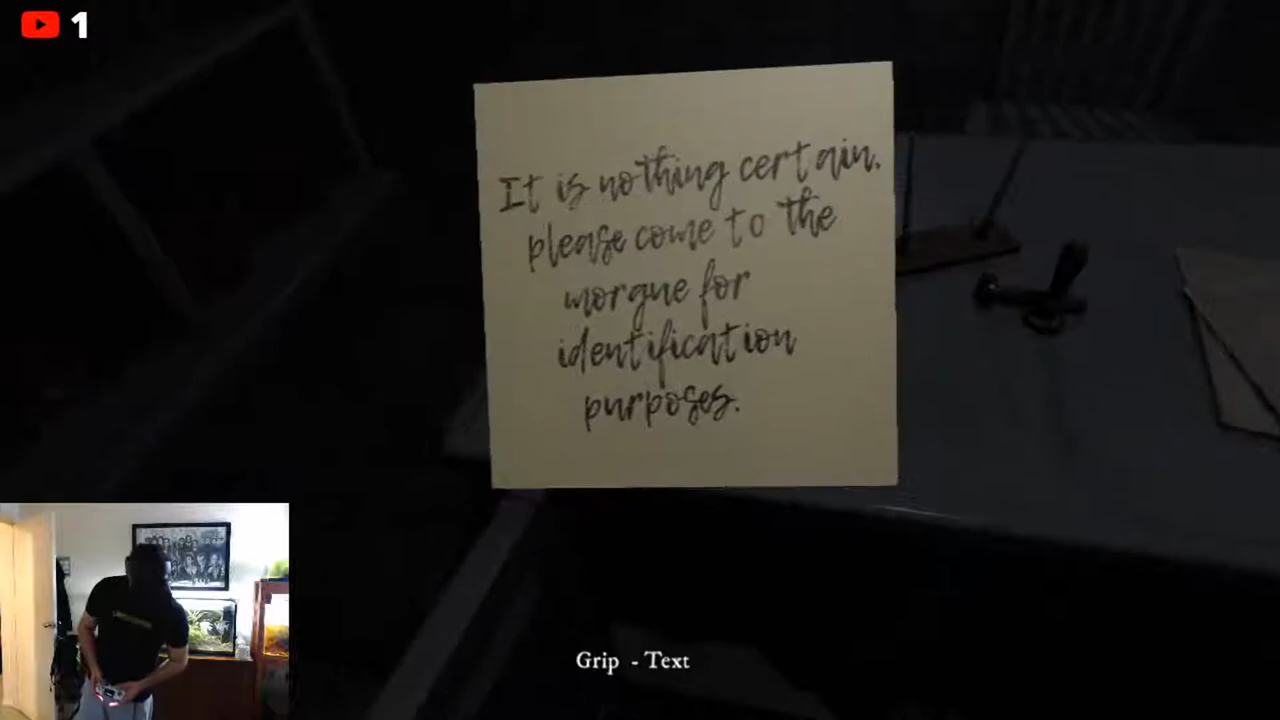 1
It is nothing certain.
please come to the
morgue for
identification
purposes.
Grip - Text